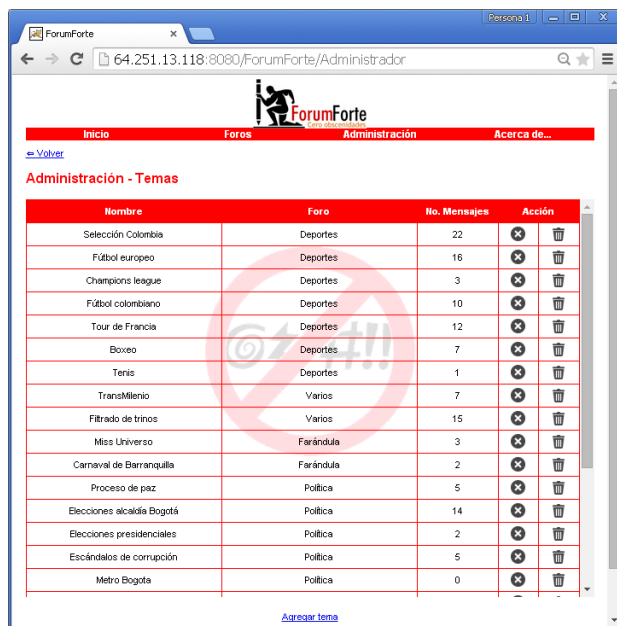 Persona 1
ForumForte
64.251.13.118:8080/ForumForte/Administrador
ForumForte
Cero obscenidades
Inicio Foros Administración Acerca de...
⇐ Volver
Administración - Temas
Nombre Foro No. Mensajes Acción
Selección Colombia Deportes 22
Fútbol europeo Deportes 16
Champions league Deportes 3
Fútbol colombiano Deportes 10
Tour de Francia Deportes 12
Boxeo Deportes 7
Tenis Deportes 1
TransMilenio Varios 7
Filtrado de trinos Varios 15
Miss Universo Farándula 3
Carnaval de Barranquilla Farándula 2
Proceso de paz Política 5
Elecciones alcaldía Bogotá Política 14
Elecciones presidenciales Política 2
Escándalos de corrupción Política 5
Metro Bogota Política 0
Agregar tema